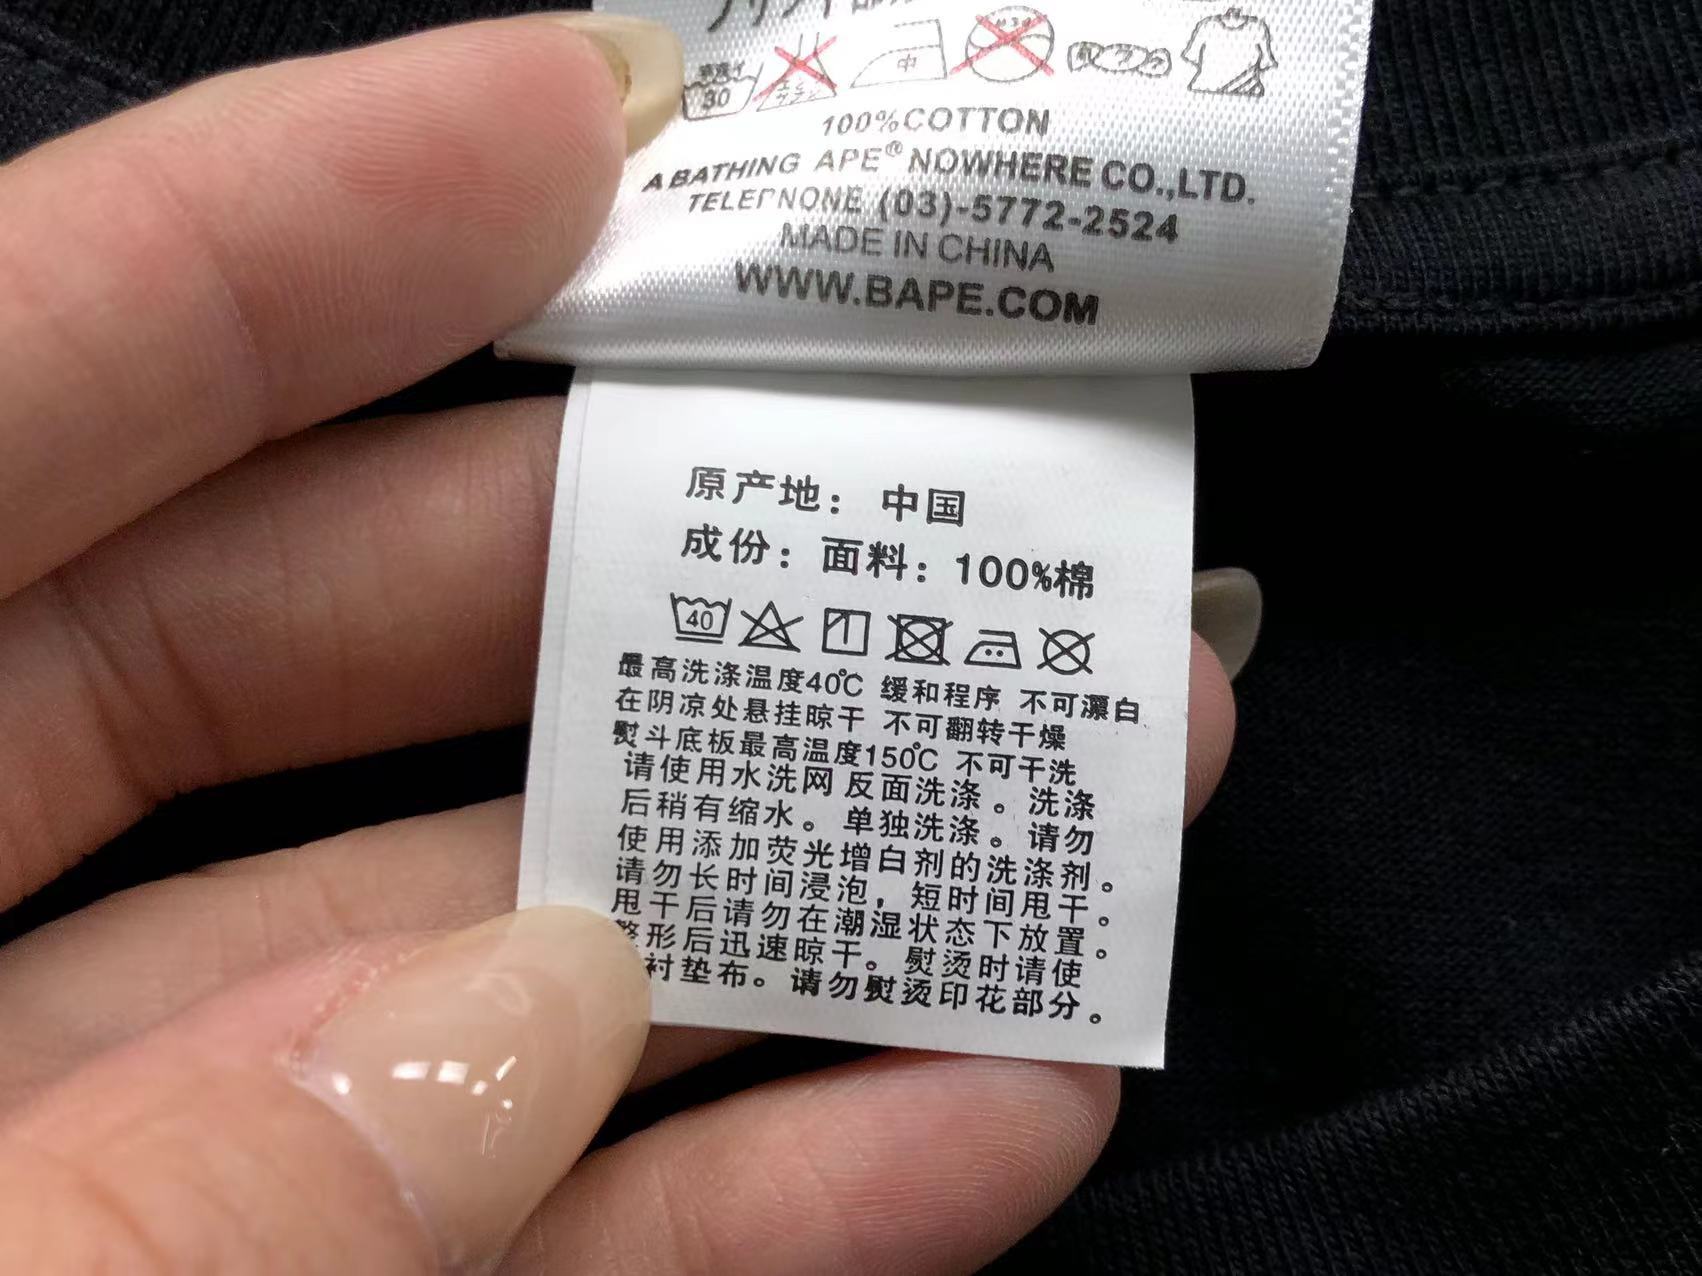 30
中
100%COTTON
A BATHING APE® NOWHERE CO.,LTD.
TELEPHONE (03)-5772-2524
MADE IN CHINA
WWW.BAPE.COM
原产地：中国
成份：面料：100%棉
40
最高洗涤温度40℃ 缓和程序 不可漂白
在阴凉处悬挂晾干 不可翻转干燥
熨斗底板最高温度150℃ 不可干洗
请使用水洗网反面洗涤。洗涤
后稍有缩水。单独洗涤。请勿
使用添加荧光增白剂的洗涤剂。
请勿长时间浸泡，短时间甩干。
甩干后请勿在潮湿状态下放置。
整形后迅速晾干。熨烫时请使
衬垫布。请勿熨烫印花部分。